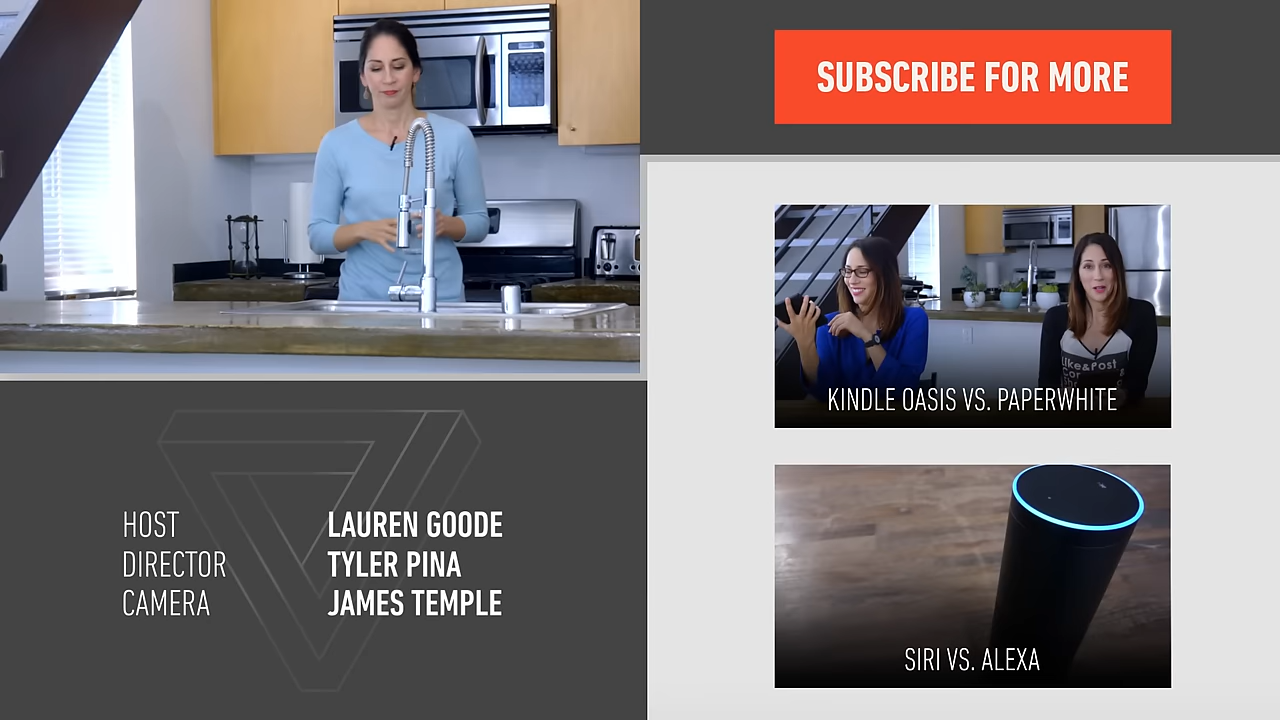 SUBSCRIBE FOR MORE
KINDLE OASIS VS. PAPERWHITE
SIRI VS. ALEXA
HOST LAUREN GOODE
DIRECTOR TYLER PINA
CAMERA JAMES TEMPLE